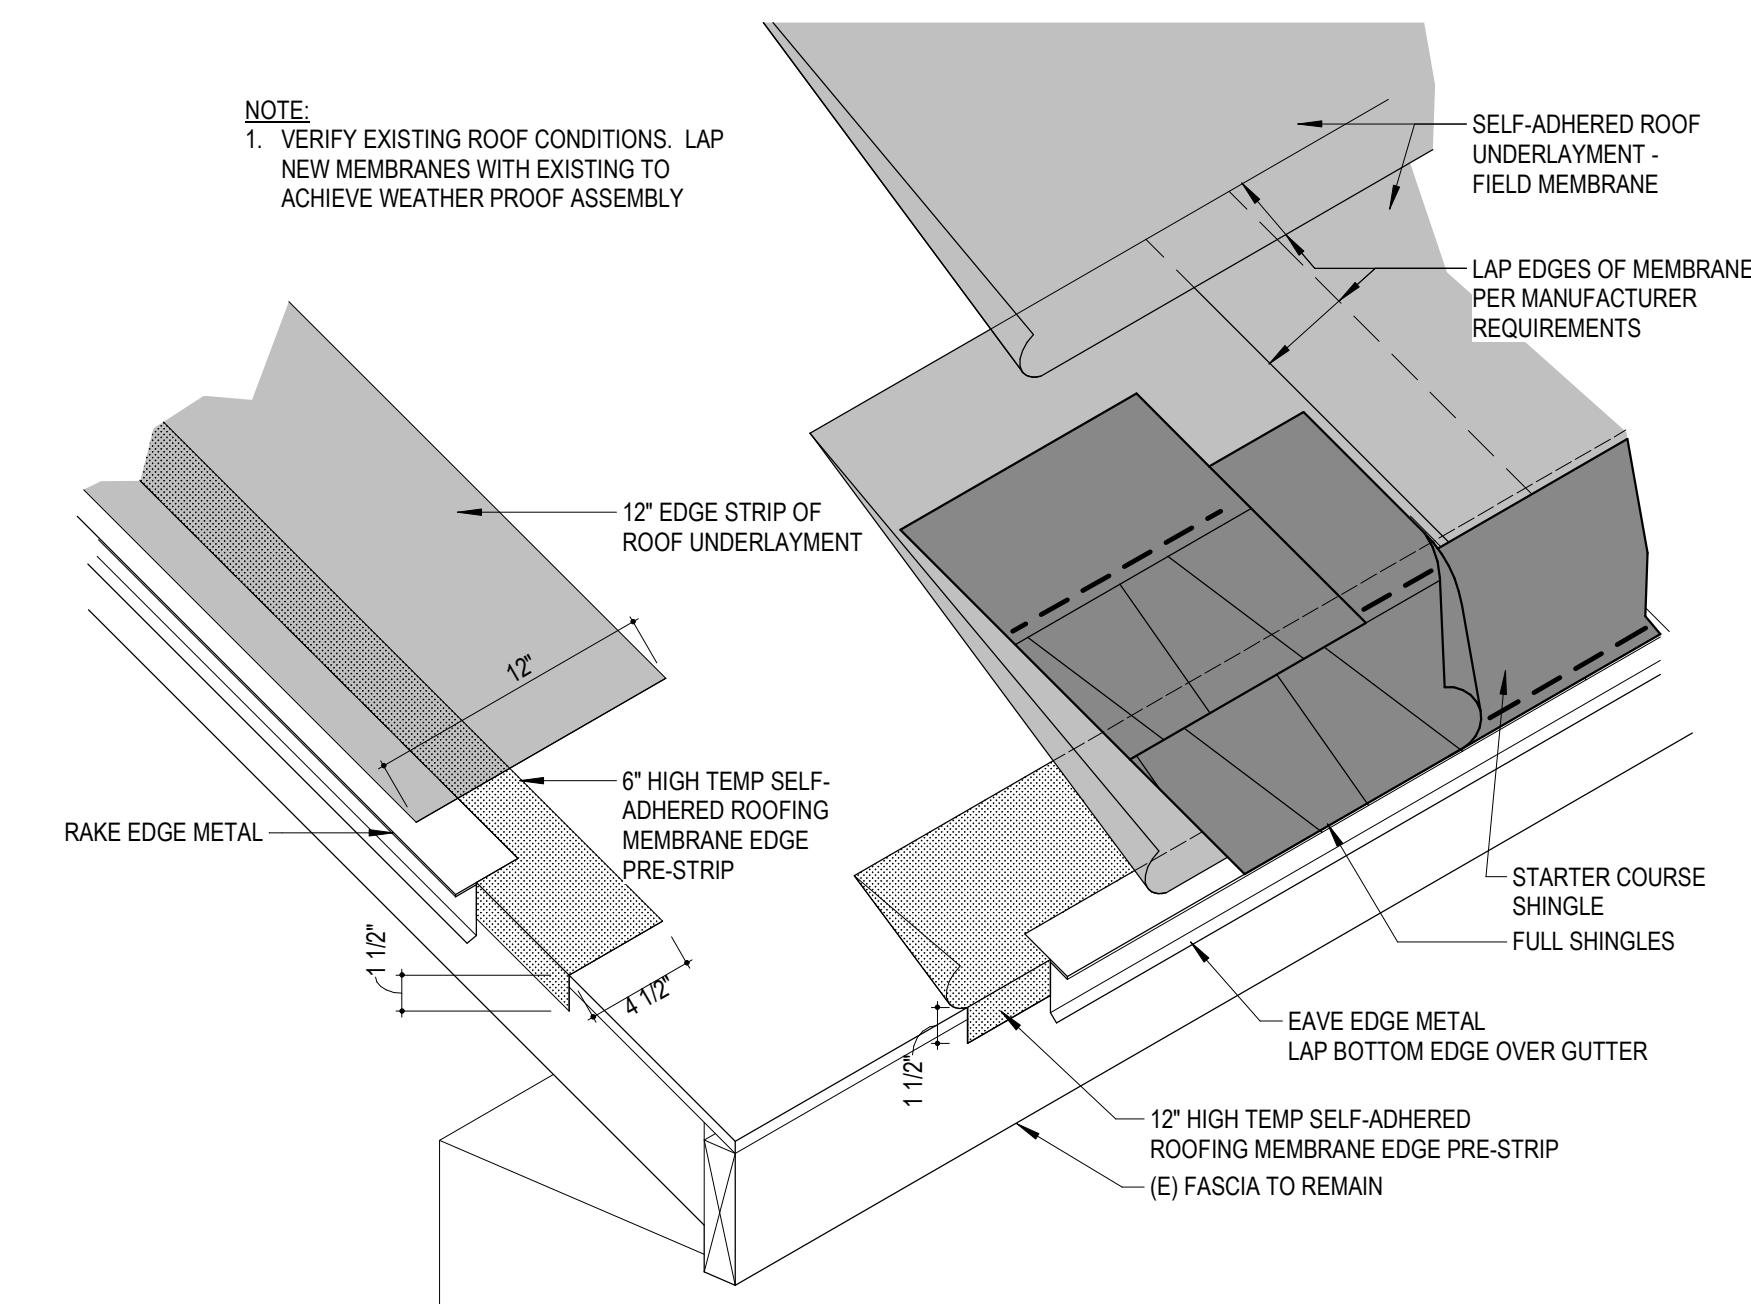 NOTE:
1. VERIFY EXISTING ROOF CONDITIONS. LAP
NEW MEMBRANES WITH EXISTING TO
ACHIEVE WEATHER PROOF ASSEMBLY
SELF-ADHERED ROOF
UNDERLAYMENT -
FIELD MEMBRANE
LAP EDGES OF MEMBRANE
PER MANUFACTURER
REQUIREMENTS
12" EDGE STRIP OF
ROOF UNDERLAYMENT
12"
6" HIGH TEMP SELF-
ADHERED ROOFING
MEMBRANE EDGE
PRE-STRIP
RAKE EDGE METAL
1 1/2"
4 1/2"
1 1/2"
STARTER COURSE
SHINGLE
FULL SHINGLES
EAVE EDGE METAL
LAP BOTTOM EDGE OVER GUTTER
12" HIGH TEMP SELF-ADHERED
ROOFING MEMBRANE EDGE PRE-STRIP
(E) FASCIA TO REMAIN